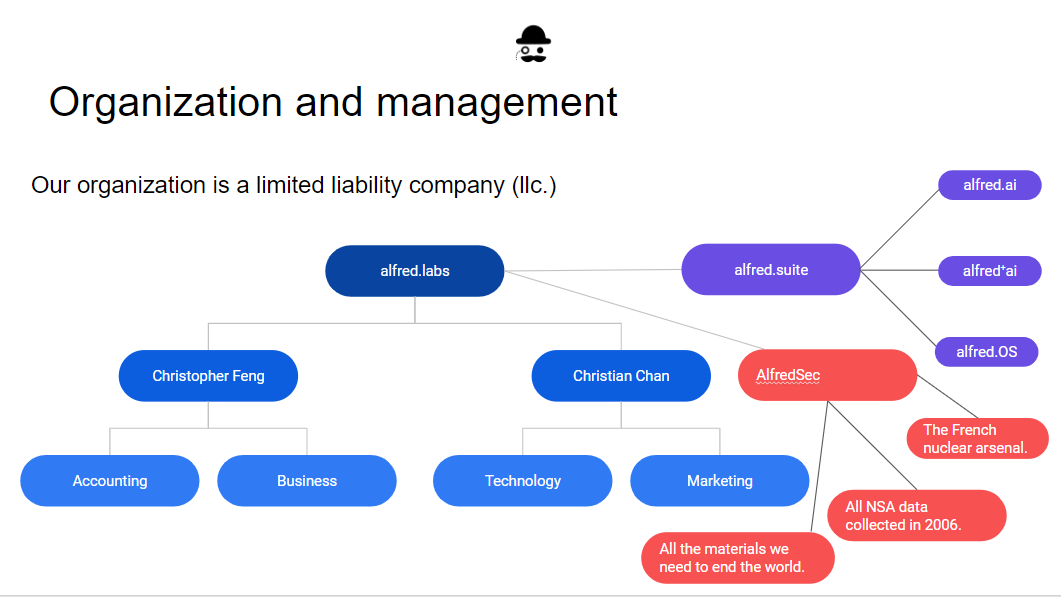 Organization and management
Our organization is a limited liability company (llc.)
alfred.ai
alfred.labs
alfred.suite
alfred⁺ai
alfred.OS
Christopher Feng
Christian Chan
AlfredSec
The French
nuclear arsenal.
Accounting
Business
Technology
Marketing
All NSA data
collected in 2006.
All the materials we
need to end the world.